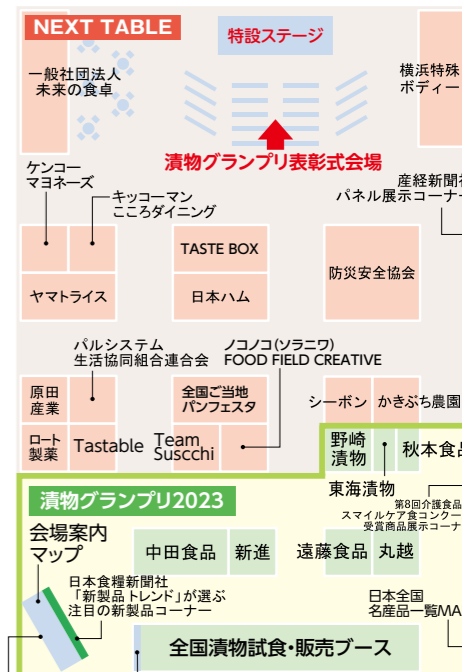 NEXT TABLE
特設ステージ
一般社団法人
未来の食卓
横浜特殊
ボディー
漬物グランプリ表彰式会場
ケンコー
マヨネーズ
キッコーマン
こころダイニング
産経新聞社
パネル展示コーナー
TASTE BOX
防災安全協会
ヤマトライス
日本ハム
パルシステム
生活協同組合連合会
ノコノコ(ソラニワ)
FOOD FIELD CREATIVE
原田
産業
全国ご当地
パンフェスタ
シーボン
かきぶち農園
ロート
製薬
Tastable
Team
Suscchi
野崎
漬物
秋本食品
東海漬物
漬物グランプリ2023
第8回介護食品
スマイルケア食コンクー
受賞商品展示コーナ
会場案内
マップ
中田食品
新進
遠藤食品
丸越
日本食糧新聞社が選ぶ
「新製品トレンド」が選ぶ
注目の新製品コーナー
日本全国
名産品一覧MA
全国漬物試食・販売ブース